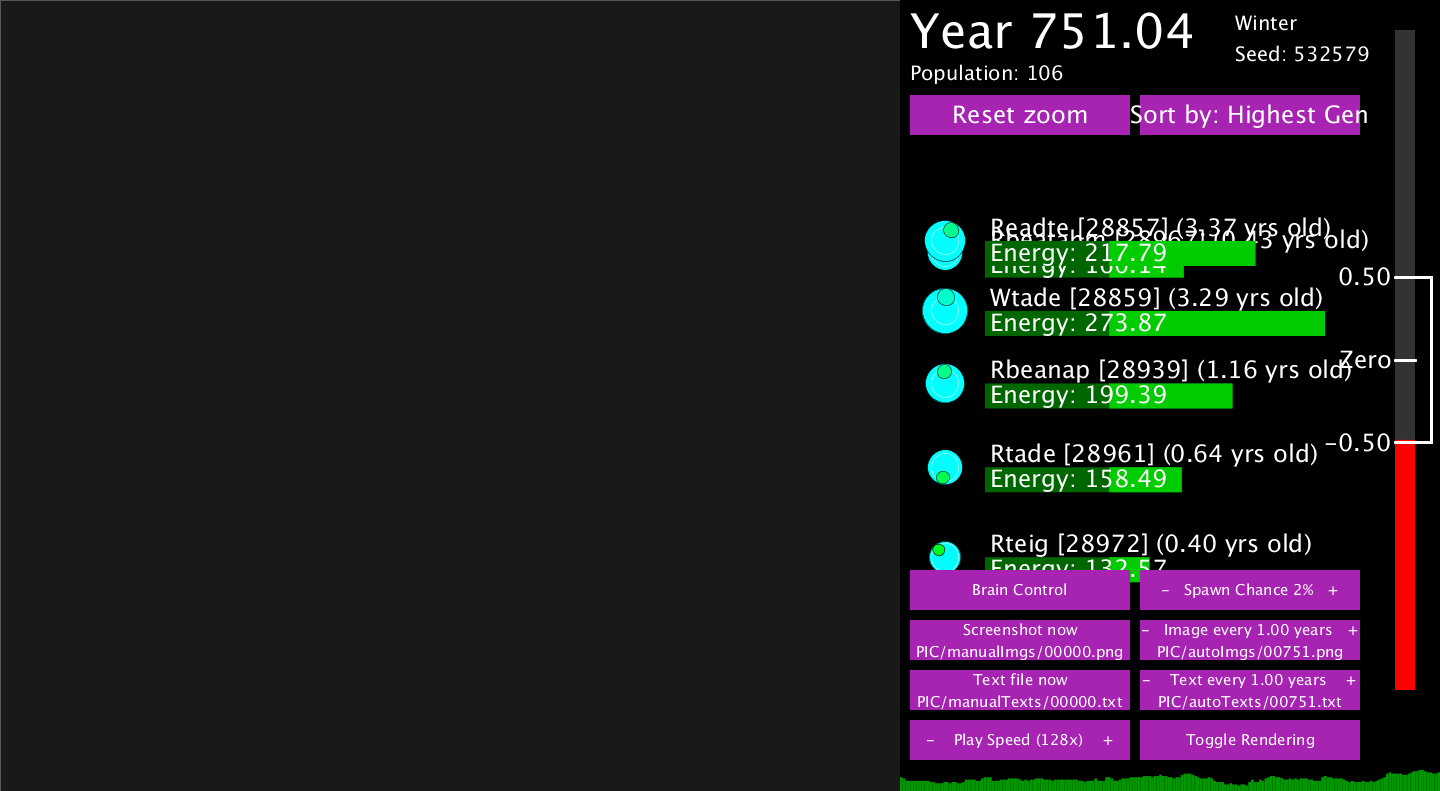 Year 751.04
Winter
Seed: 532579
Population: 106
Reset zoom
Sort by: Highest Gen
Readte [28857] (3.37 yrs old)
Energy: 217.79
yrs old)
Energy: 160.14
0.50
Wtade [28859] (3.29 yrs old)
Energy: 273.87
Zero
Rbeanap [28939] (1.16 yrs old)
Energy: 199.39
-0.50
Rtade [28961] (0.64 yrs old)
Energy: 158.49
Rteig [28972] (0.40 yrs old)
Energy: 132.57
Brain Control
- Spawn Chance 2% +
Screenshot now
PIC/manualImgs/00000.png
- Image every 1.00 years +
PIC/autoImgs/00751.png
Text file now
PIC/manualTexts/00000.txt
- Text every 1.00 years +
PIC/autoTexts/00751.txt
- Play Speed (128x) +
Toggle Rendering